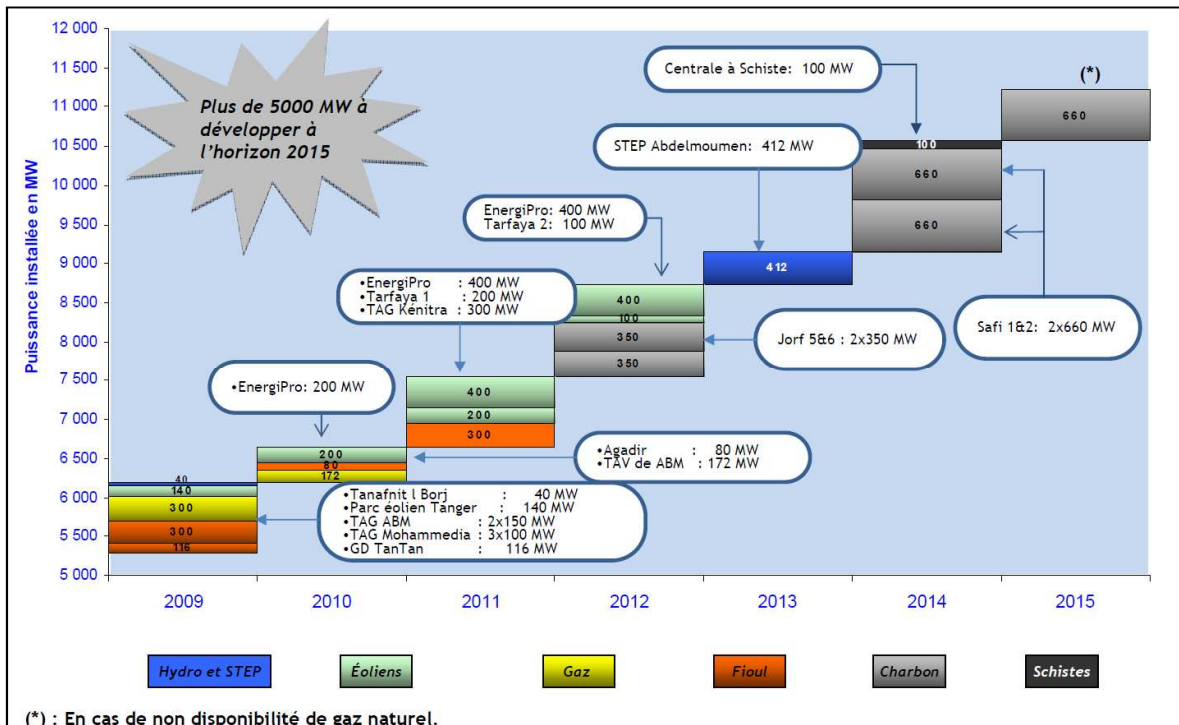 12 000
11 500
11 000
10 500
10 000
9 500
9 000
8 500
8 000
7 500
7 000
6 500
6 000
5 500
5 000
Puissance installée en MW
Plus de 5000 MW à
développer à
l'horizon 2015
Centrale à Schiste: 100 MW
(*)
660
STEP Abdelmoumen: 412 MW
100
660
660
EnergiPro: 400 MW
Tarfaya 2: 100 MW
412
•EnergiPro : 400 MW
•Tarfaya 1 : 200 MW
•TAG Kénitra : 300 MW
400
100
350
350
Jorf 5&6 : 2x350 MW
Safi 1&2: 2x660 MW
•EnergiPro: 200 MW
400
200
300
200
80
172
•Agadir : 80 MW
•TAV de ABM : 172 MW
40
140
300
300
116
•Tanafnit l Borj : 40 MW
•Parc éolien Tanger : 140 MW
•TAG ABM : 2x150 MW
•TAG Mohammedia : 3x100 MW
•GD TanTan : 116 MW
2009 2010 2011 2012 2013 2014 2015
Hydro et STEP Éoliens Gaz Fioul Charbon Schistes
(*) : En cas de non disponibilité de gaz naturel.